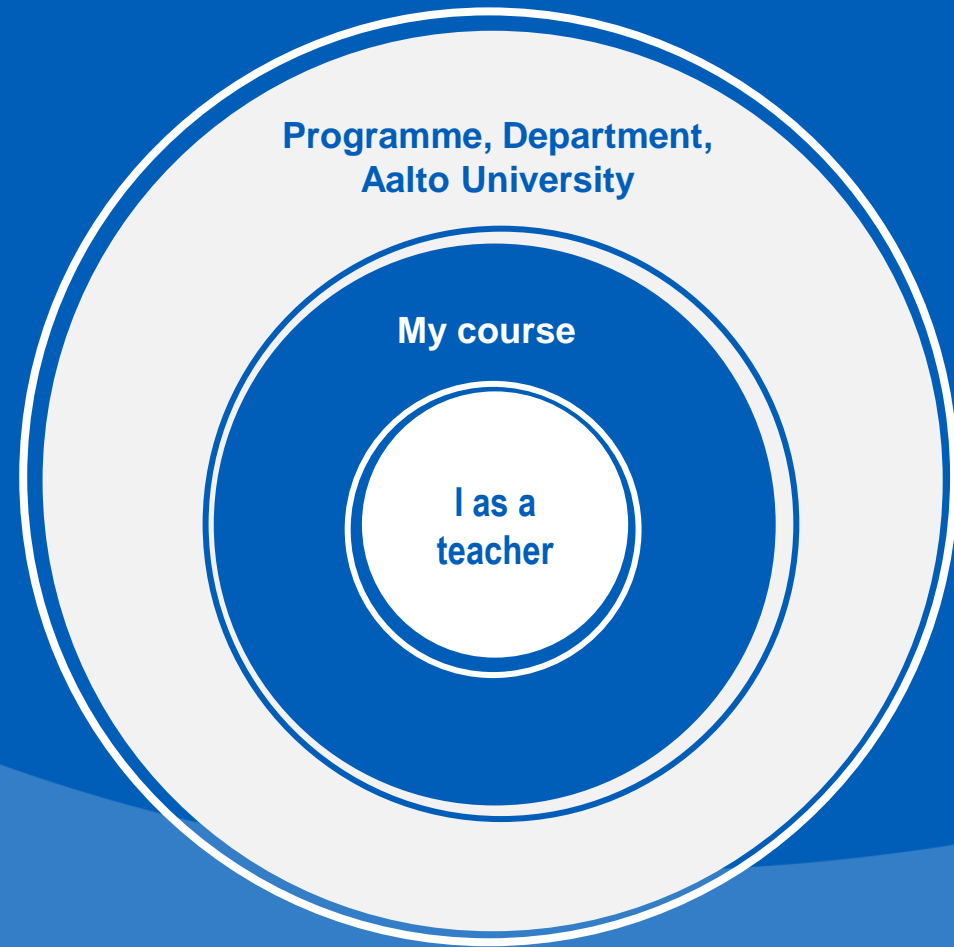 Programme, Department,
Aalto University
My course
I as a
teacher